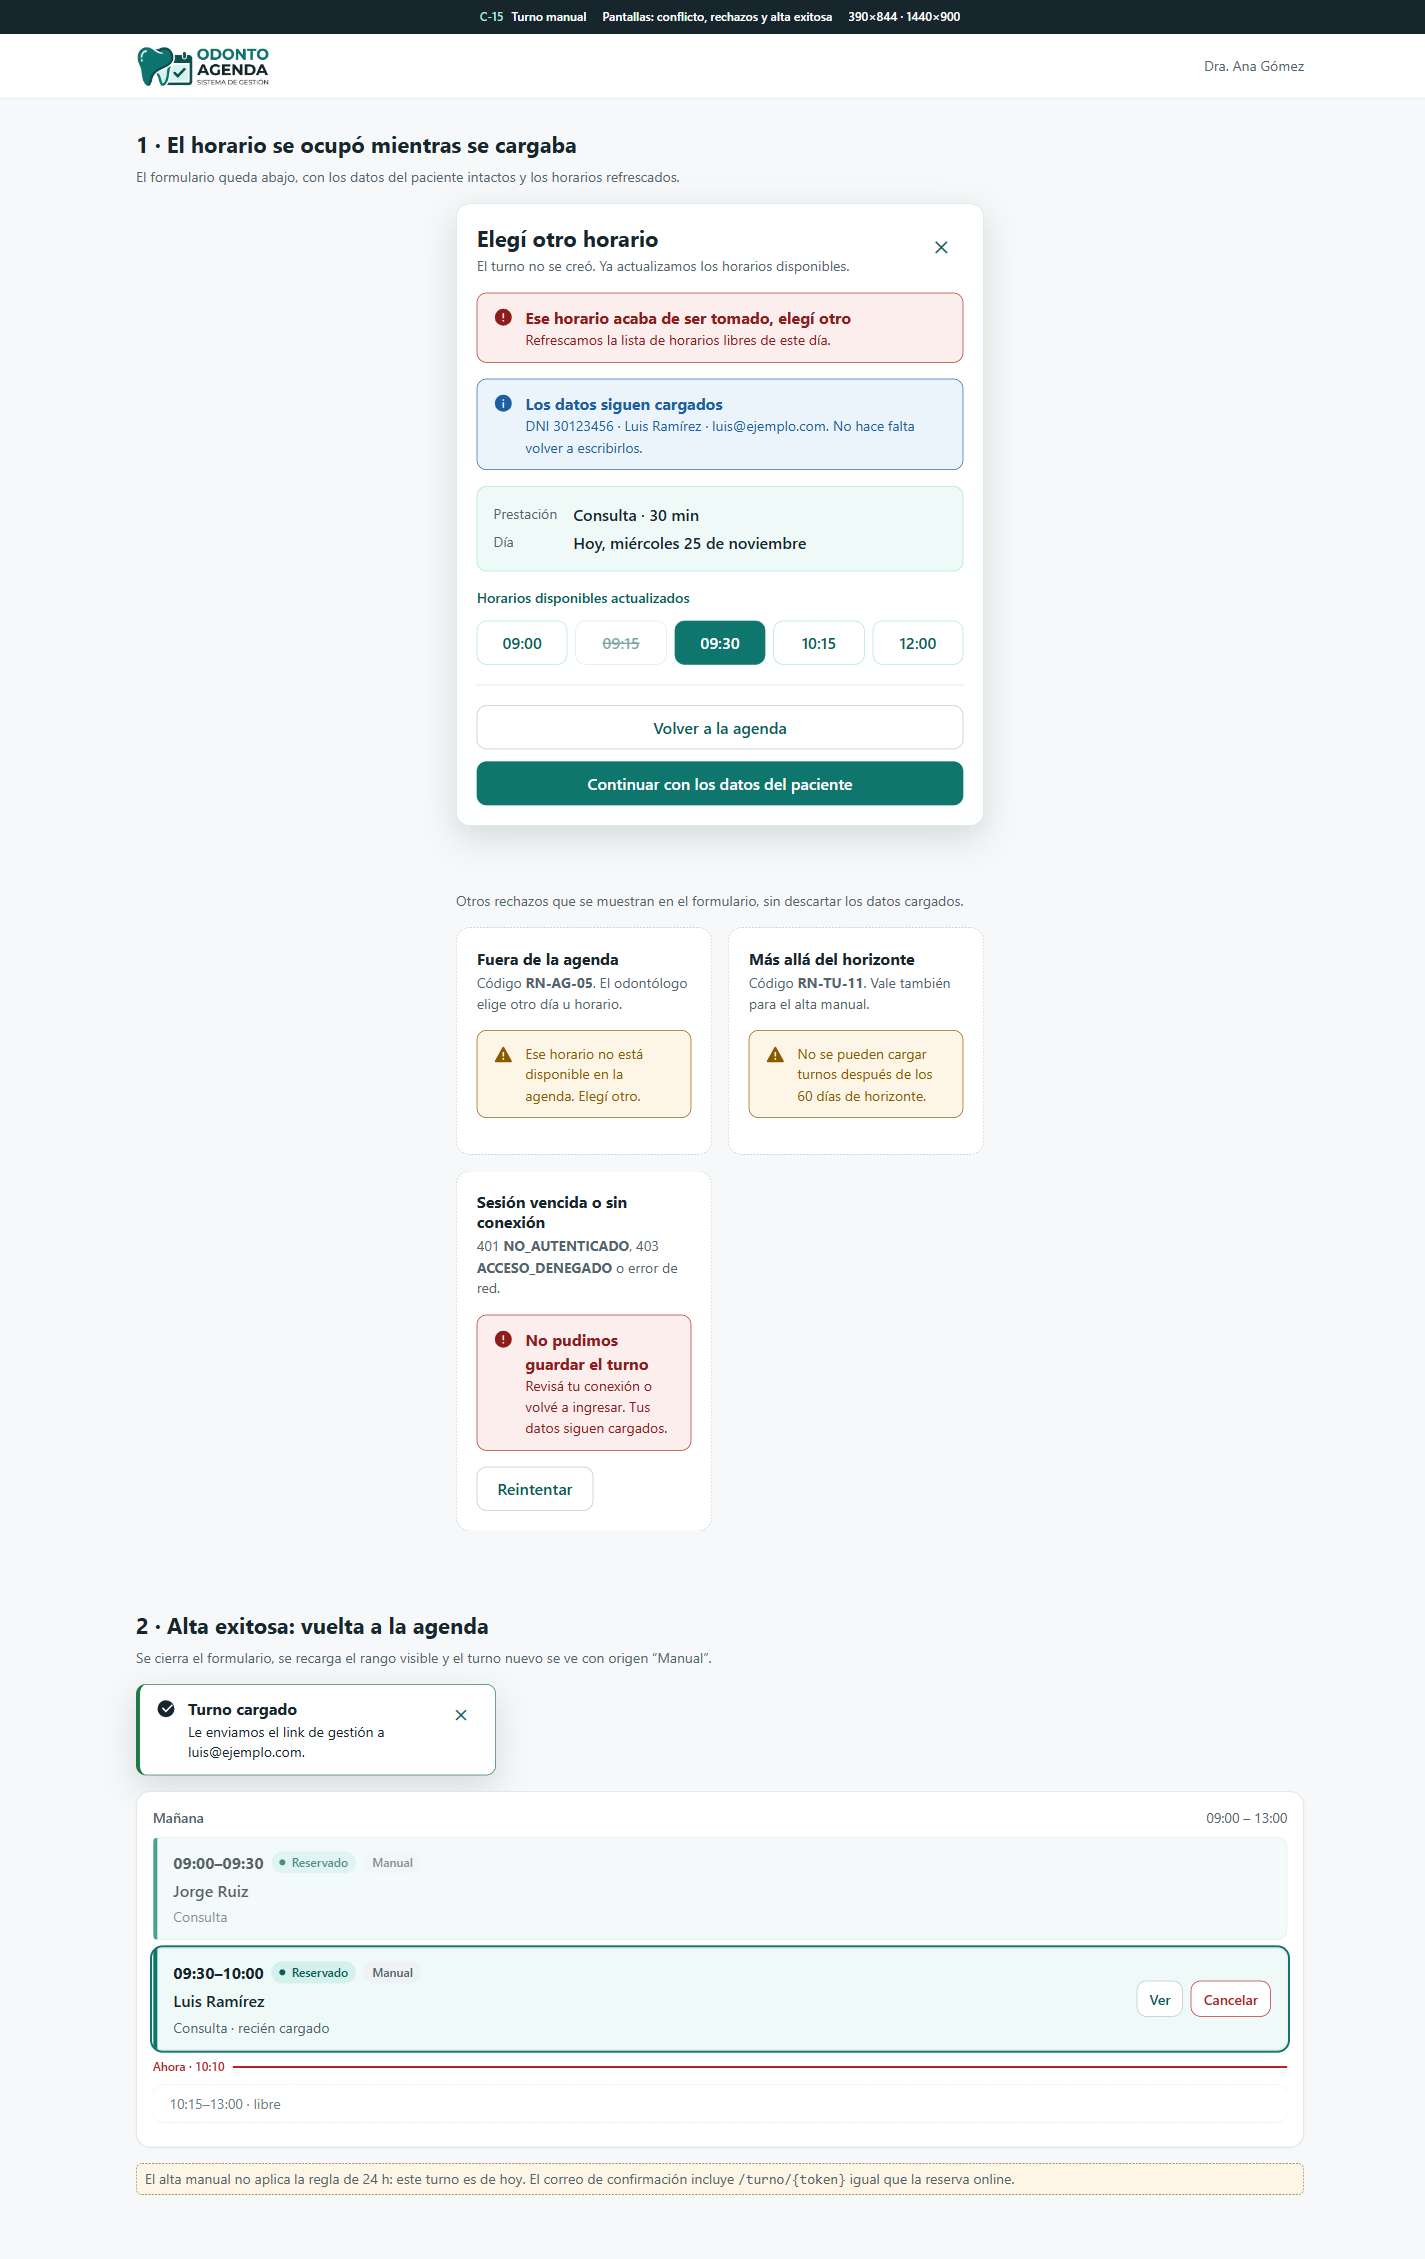 C-15 Turno manual Pantallas: conflicto, rechazos y alta exitosa 390×844 · 1440×900
ODONTO
AGENDA
SISTEMA DE GESTIÓN
Dra. Ana Gómez
1 · El horario se ocupó mientras se cargaba
El formulario queda abajo, con los datos del paciente intactos y los horarios refrescados.
Elegí otro horario
El turno no se creó. Ya actualizamos los horarios disponibles.
Ese horario acaba de ser tomado, elegí otro
Refrescamos la lista de horarios libres de este día.
Los datos siguen cargados
DNI 30123456 · Luis Ramírez · luis@ejemplo.com. No hace falta
volver a escribirlos.
Prestación Consulta · 30 min
Día Hoy, miércoles 25 de noviembre
Horarios disponibles actualizados
09:00 09:15 09:30 10:15 12:00
Volver a la agenda
Continuar con los datos del paciente
Otros rechazos que se muestran en el formulario, sin descartar los datos cargados.
Fuera de la agenda
Código RN-AG-05. El odontólogo
elige otro día u horario.
Ese horario no está
disponible en la
agenda. Elegí otro.
Más allá del horizonte
Código RN-TU-11. Vale también
para el alta manual.
No se pueden cargar
turnos después de los
60 días de horizonte.
Sesión vencida o sin
conexión
401 NO_AUTENTICADO, 403
ACCESO_DENEGADO o error de
red.
No pudimos
guardar el turno
Revisá tu conexión o
volvé a ingresar. Tus
datos siguen cargados.
Reintentar
2 · Alta exitosa: vuelta a la agenda
Se cierra el formulario, se recarga el rango visible y el turno nuevo se ve con origen “Manual”.
Turno cargado
Le enviamos el link de gestión a
luis@ejemplo.com.
Mañana 09:00 – 13:00
09:00–09:30 Reservado Manual
Jorge Ruiz
Consulta
09:30–10:00 Reservado Manual
Luis Ramírez
Consulta · recién cargado
Ver Cancelar
Ahora · 10:10
10:15–13:00 · libre
El alta manual no aplica la regla de 24 h: este turno es de hoy. El correo de confirmación incluye /turno/{token} igual que la reserva online.